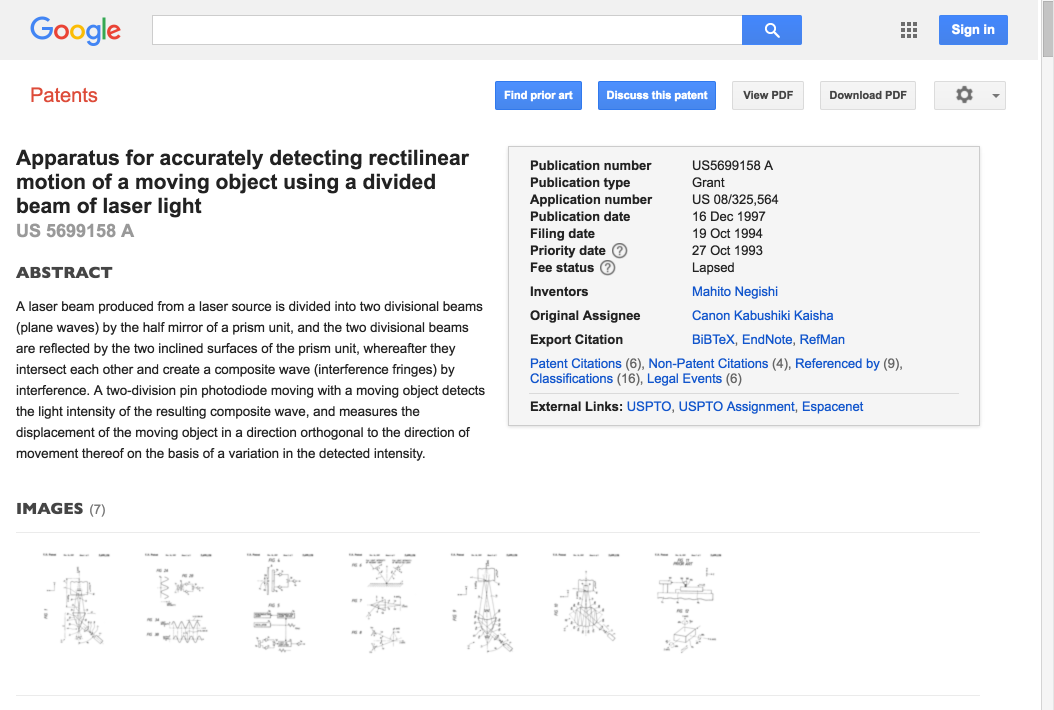 Google
Sign in
Patents
Find prior art
Discuss this patent
View PDF
Download PDF
Apparatus for accurately detecting rectilinear
motion of a moving object using a divided
beam of laser light
US 5699158 A
ABSTRACT
A laser beam produced from a laser source is divided into two divisional beams
(plane waves) by the half mirror of a prism unit, and the two divisional beams
are reflected by the two inclined surfaces of the prism unit, whereafter they
intersect each other and create a composite wave (interference fringes) by
interference. A two-division pin photodiode moving with a moving object detects
the light intensity of the resulting composite wave, and measures the
displacement of the moving object in a direction orthogonal to the direction of
movement thereof on the basis of a variation in the detected intensity.
Publication number US5699158 A
Publication type Grant
Application number US 08/325,564
Publication date 16 Dec 1997
Filing date 19 Oct 1994
Priority date ? 27 Oct 1993
Fee status ? Lapsed
Inventors Mahito Negishi
Original Assignee Canon Kabushiki Kaisha
Export Citation BiBTeX, EndNote, RefMan
Patent Citations (6), Non-Patent Citations (4), Referenced by (9),
Classifications (16), Legal Events (6)
External Links: USPTO, USPTO Assignment, Espacenet
IMAGES (7)